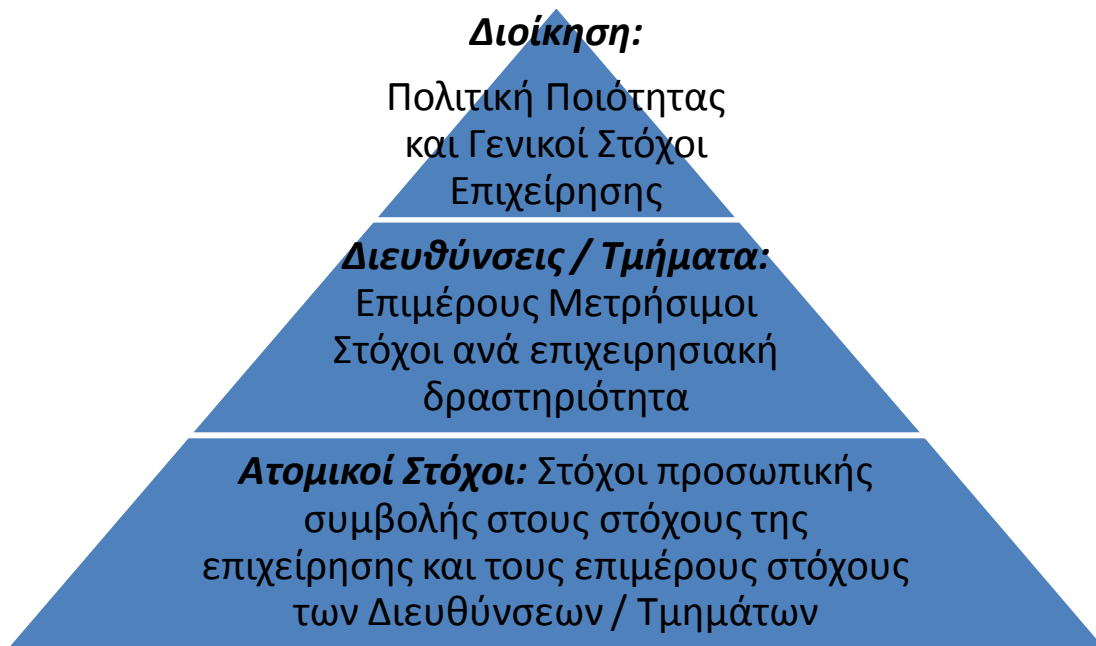 Διοίκηση:
Πολιτική Ποιότητας
και Γενικοί Στόχοι
Επιχείρησης
Διευθύνσεις / Τμήματα:
Επιμέρους Μετρήσιμοι
Στόχοι ανά επιχειρησιακή
δραστηριότητα
Ατομικοί Στόχοι: Στόχοι προσωπικής
συμβολής στους στόχους της
επιχείρησης και τους επιμέρους στόχους
των Διευθύνσεων / Τμημάτων